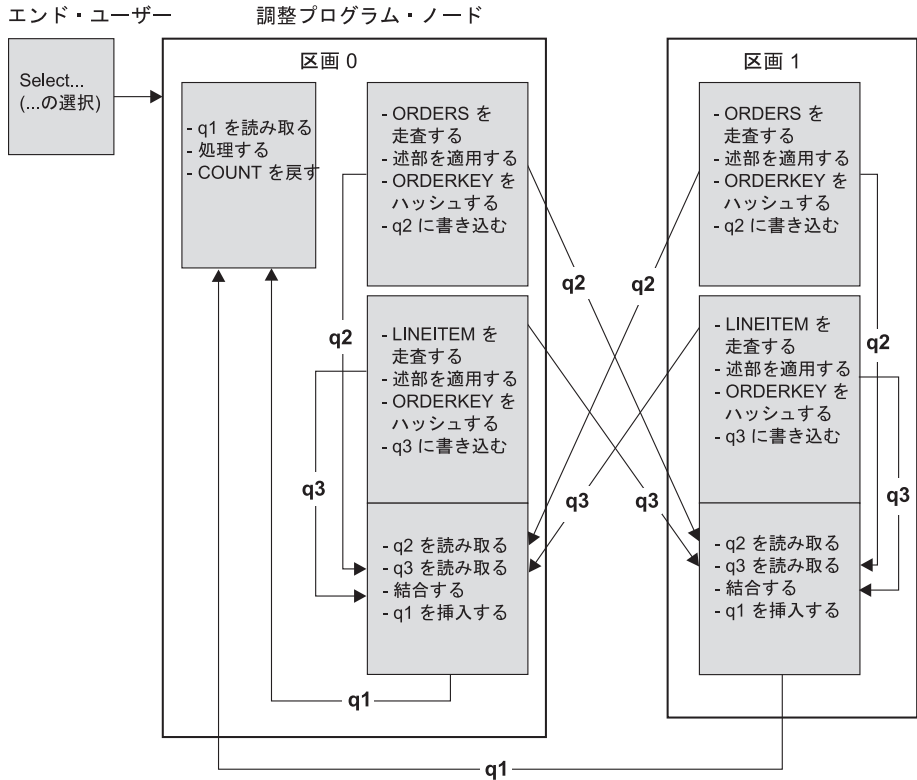 エンド・ユーザー
調整プログラム・ノード
Select...
(...の選択)
区画 0
- q1 を読み取る
- 処理する
- COUNT を戻す
- ORDERS を
走査する
- 述部を適用する
- ORDERKEY を
ハッシュする
- q2 に書き込む
- LINEITEM を
走査する
- 述部を適用する
- ORDERKEY を
ハッシュする
- q3 に書き込む
- q2 を読み取る
- q3 を読み取る
- 結合する
- q1 を挿入する
q2
q3
q1
q2
q2
q3
q3
区画 1
- ORDERS を
走査する
- 述部を適用する
- ORDERKEY を
ハッシュする
- q2 に書き込む
- LINEITEM を
走査する
- 述部を適用する
- ORDERKEY を
ハッシュする
- q3 に書き込む
- q2 を読み取る
- q3 を読み取る
- 結合する
- q1 を挿入する
q2
q3
q1